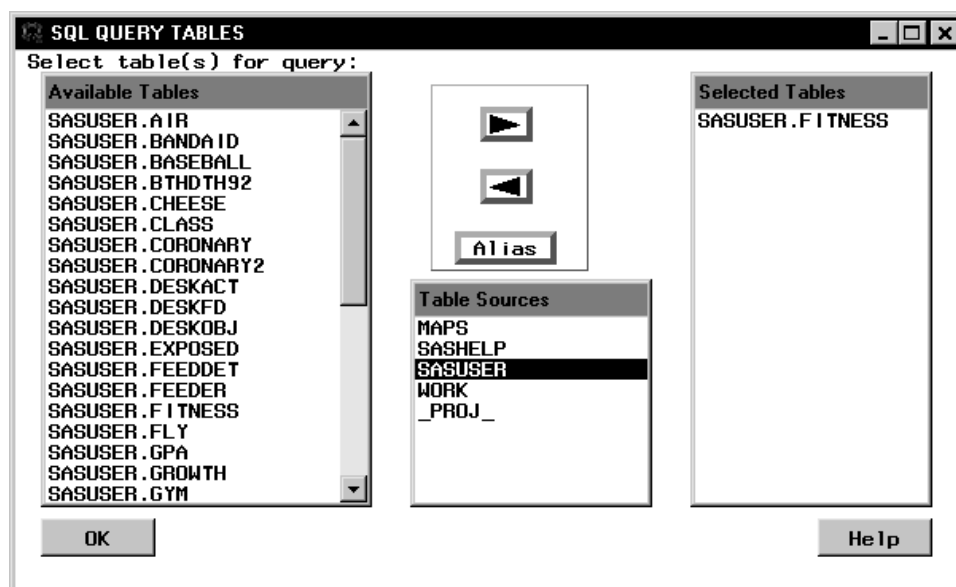 SQL QUERY TABLES
Select table(s) for query:
Available Tables
SASUSER.AIR
SASUSER.BANDAID
SASUSER.BASEBALL
SASUSER.BTHDTH92
SASUSER.CHEESE
SASUSER.CLASS
SASUSER.CORONARY
SASUSER.CORONARY2
SASUSER.DESKACT
SASUSER.DESKFD
SASUSER.DESKOBJ
SASUSER.EXPOSED
SASUSER.FEEDDET
SASUSER.FEEDER
SASUSER.FITNESS
SASUSER.FLY
SASUSER.GPA
SASUSER.GROWTH
SASUSER.GYM
Alias
Table Sources
MAPS
SASHELP
SASUSER
WORK
_PROJ_
Selected Tables
SASUSER.FITNESS
OK
Help